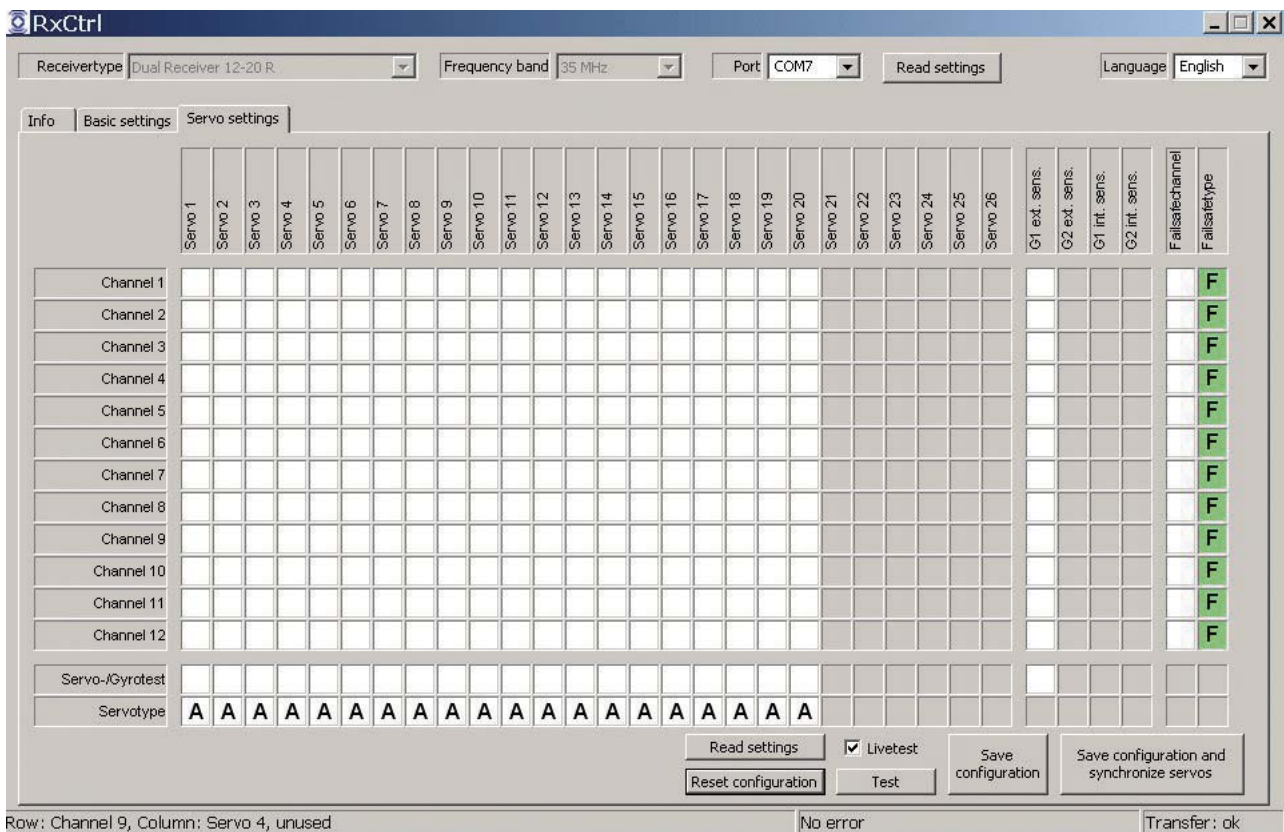 RxCtrl
Receivertype Dual Receiver 12-20 R Frequency band 35 MHz Port COM7 Read settings Language English
Info Basic settings Servo settings
Servo 1 Servo 2 Servo 3 Servo 4 Servo 5 Servo 6 Servo 7 Servo 8 Servo 9 Servo 10 Servo 11 Servo 12 Servo 13 Servo 14 Servo 15 Servo 16 Servo 17 Servo 18 Servo 19 Servo 20 Servo 21 Servo 22 Servo 23 Servo 24 Servo 25 Servo 26 G1 ext. sens. G2 ext. sens. G1 int. sens. G2 int. sens. Failsafechannel Failsafetype
Channel 1 F
Channel 2 F
Channel 3 F
Channel 4 F
Channel 5 F
Channel 6 F
Channel 7 F
Channel 8 F
Channel 9 F
Channel 10 F
Channel 11 F
Channel 12 F
Servo-/Gyrotest
Servotype A A A A A A A A A A A A A A A A A A A A
Read settings Livetest Save configuration Save configuration and synchronize servos
Reset configuration Test
Row: Channel 9, Column: Servo 4, unused No error Transfer: ok